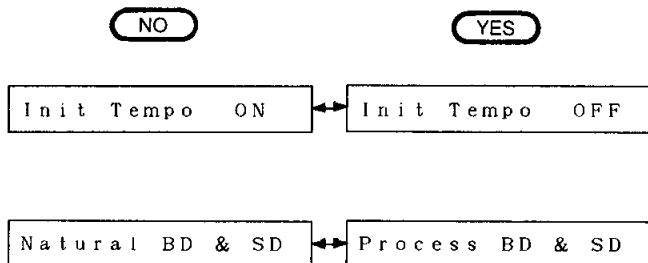 NO YES
Init Tempo ON Init Tempo OFF
Natural BD & SD Process BD & SD